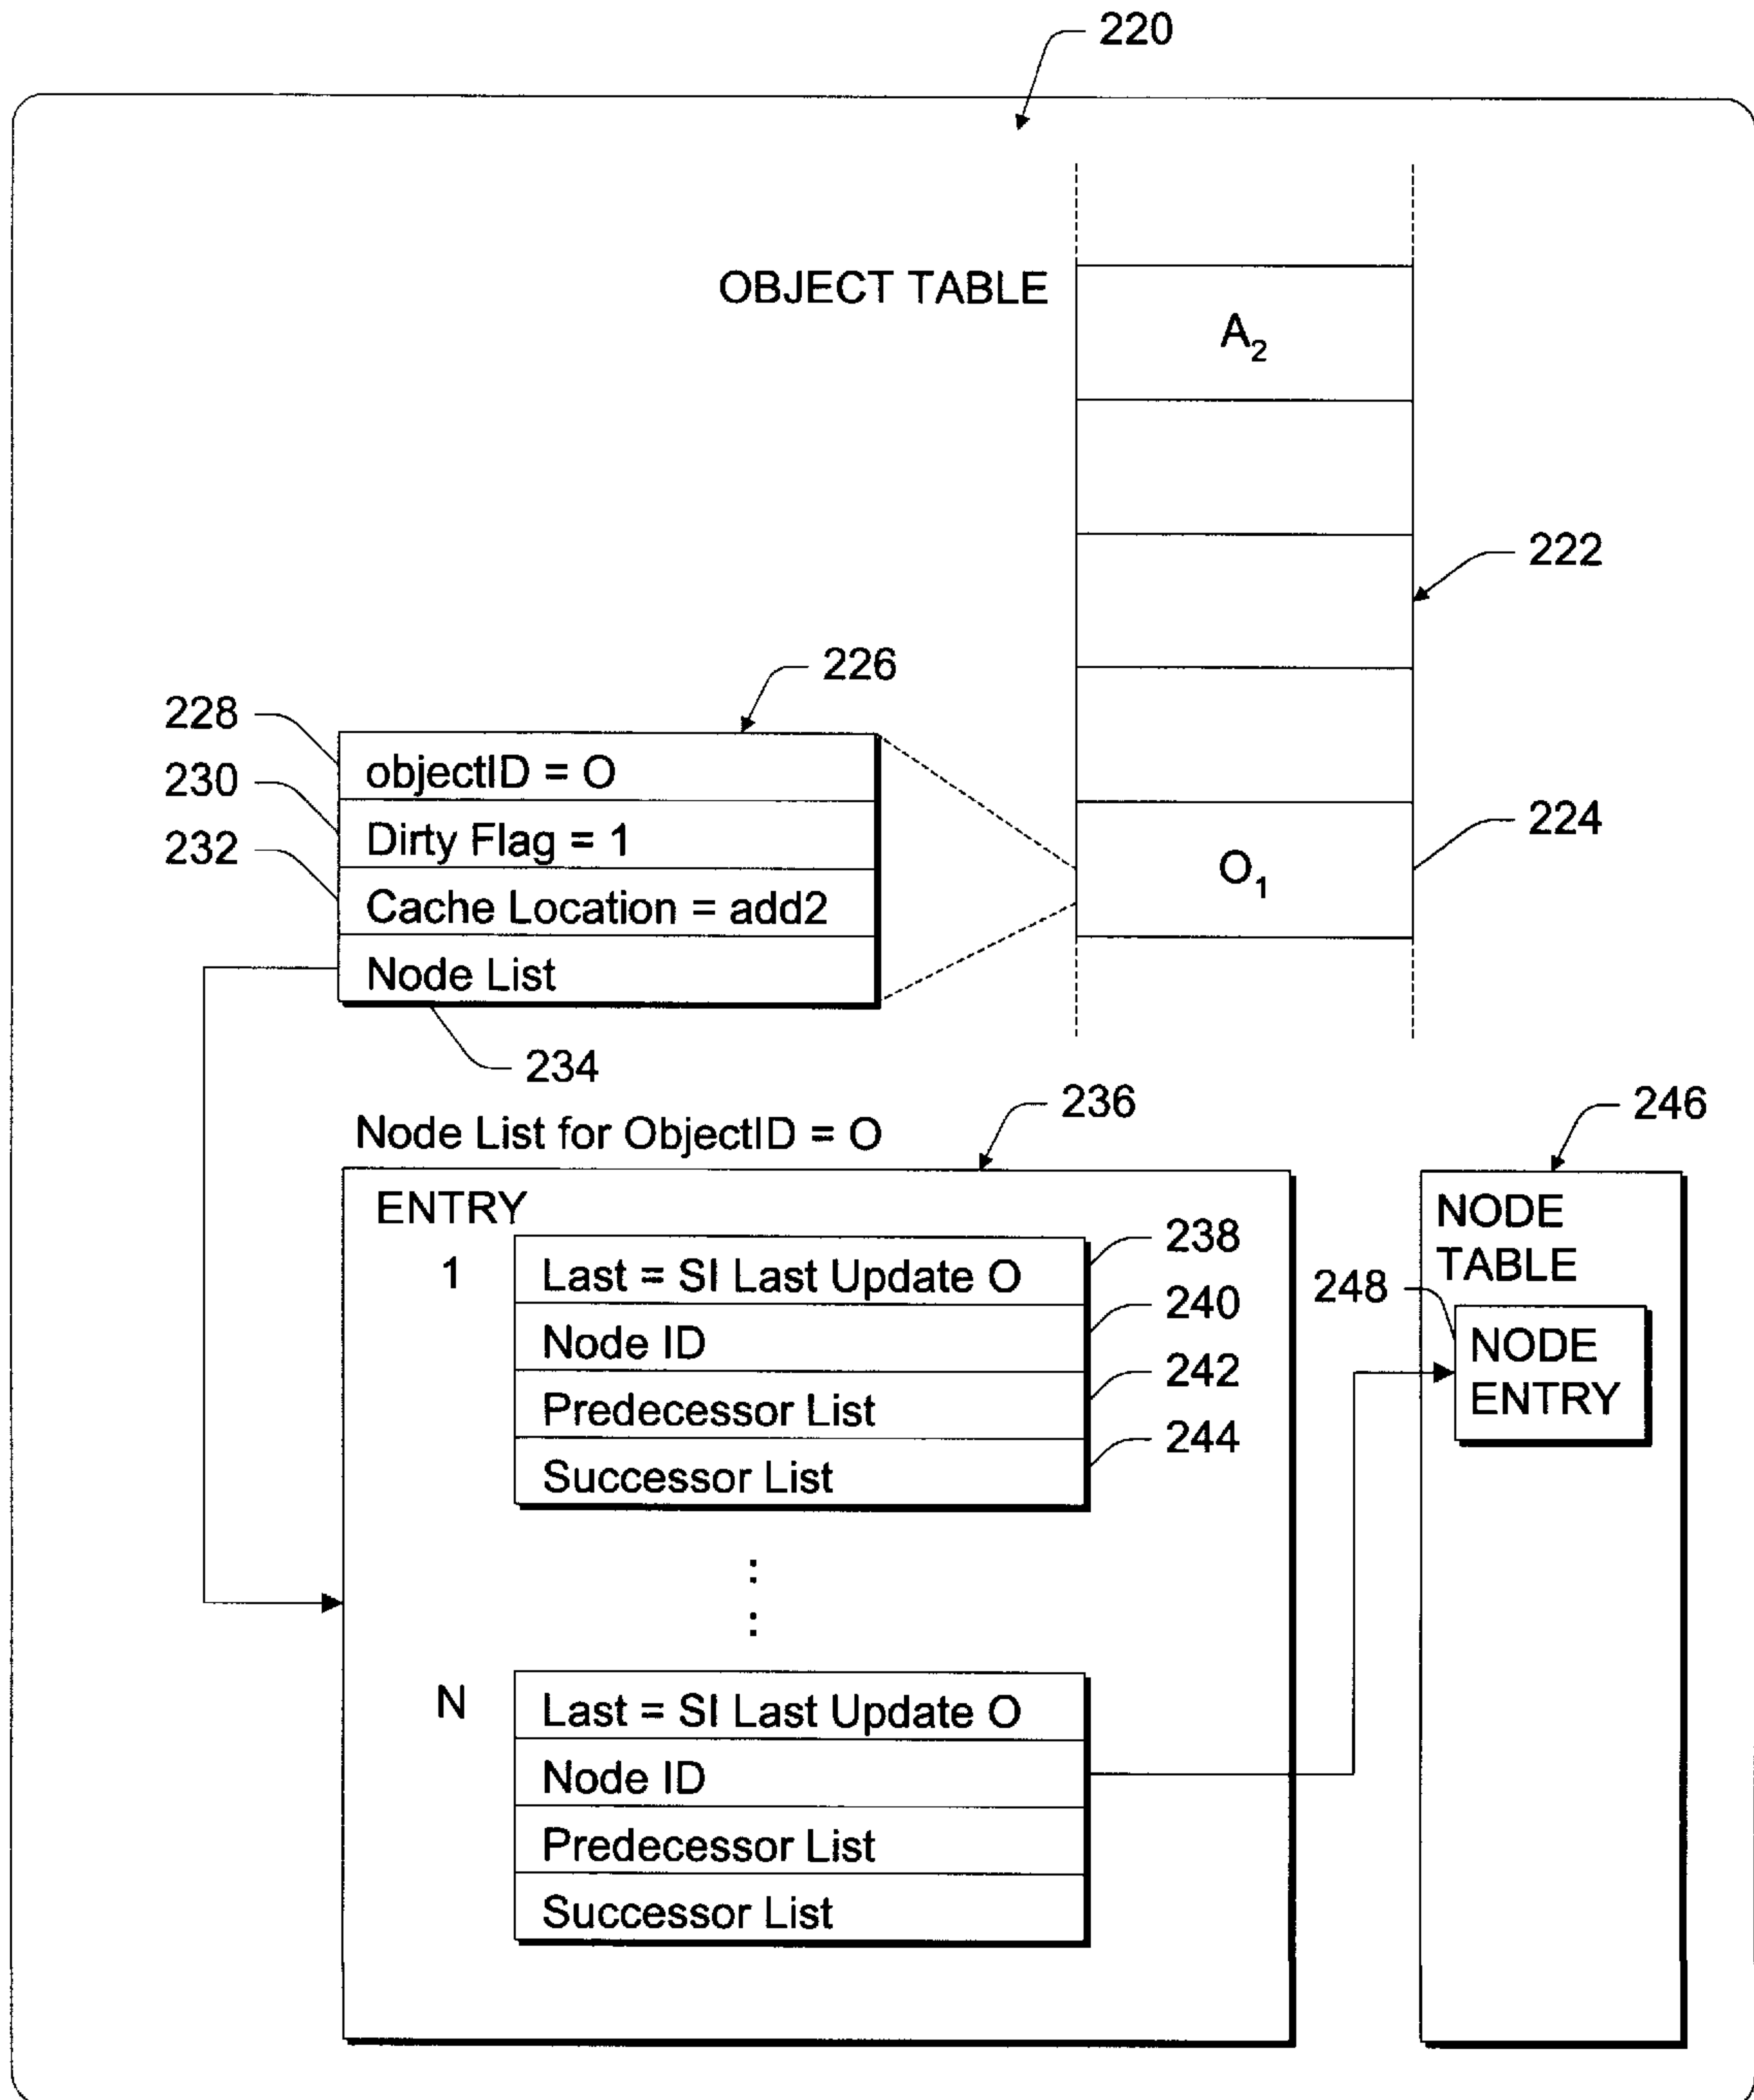 220
OBJECT TABLE
A₂
222
226
228
objectID = O
230
Dirty Flag = 1
232
Cache Location = add2
224
O₁
Node List
234
236
246
Node List for ObjectID = O
ENTRY
1
Last = SI Last Update O
238
Node ID
240
Predecessor List
242
Successor List
244
NODE
TABLE
248
NODE
ENTRY
:
:
N
Last = SI Last Update O
Node ID
Predecessor List
Successor List